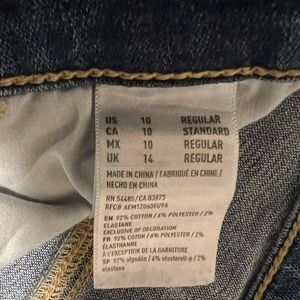 US 10 REGULAR
CA 10 STANDARD
MX 10 REGULAR
UK 14 REGULAR
MADE IN CHINA / FABRIQUÉ EN CHINE /
HECHO EN CHINA
RN 54485/CA 03873
RFC# AEM120606U9A
EN 92% COTTON / 6% POLYESTER / 2%
ELASTANE
EXCLUSIVE OF DECORATION
FR 92% COTON / 6% POLYESTER / 2%
ÉLASTHANNE
À L'EXCEPTION DE LA GARNITURE
SP 92% algodón / 6% / 2%
elastano